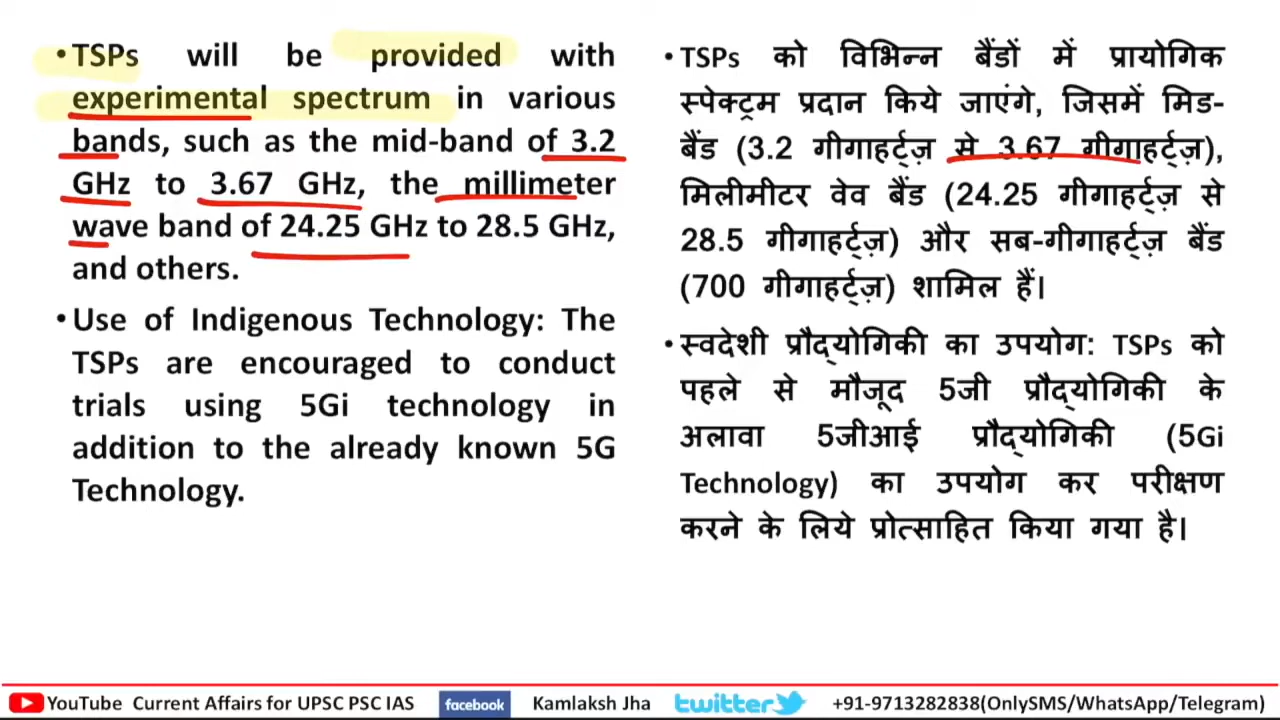 •TSPs will be provided with
experimental spectrum in various
bands, such as the mid-band of 3.2
GHz to 3.67 GHz, the millimeter
wave band of 24.25 GHz to 28.5 GHz,
and others.
•Use of Indigenous Technology: The
TSPs are encouraged to conduct
trials using 5Gi technology in
addition to the already known 5G
Technology.
•TSPs को विभिन्न बैंडों में प्रायोगिक
स्पेक्ट्रम प्रदान किये जाएंगे, जिसमें मिड-
बैंड (3.2 गीगाहर्ट्ज़ से 3.67 गीगाहर्ट्ज़),
मिलीमीटर वेव बैंड (24.25 गीगाहर्ट्ज़ से
28.5 गीगाहर्ट्ज़) और सब-गीगाहर्ट्ज़ बैंड
(700 गीगाहर्ट्ज़) शामिल हैं।
•स्वदेशी प्रौद्योगिकी का उपयोग: TSPs को
पहले से मौजूद 5जी प्रौद्योगिकी के
अलावा 5जीआई प्रौद्योगिकी (5Gi
Technology) का उपयोग कर परीक्षण
करने के लिये प्रोत्साहित किया गया है।
YouTube Current Affairs for UPSC PSC IAS facebook Kamlaksh Jha twitter +91-9713282838(OnlySMS/WhatsApp/Telegram)